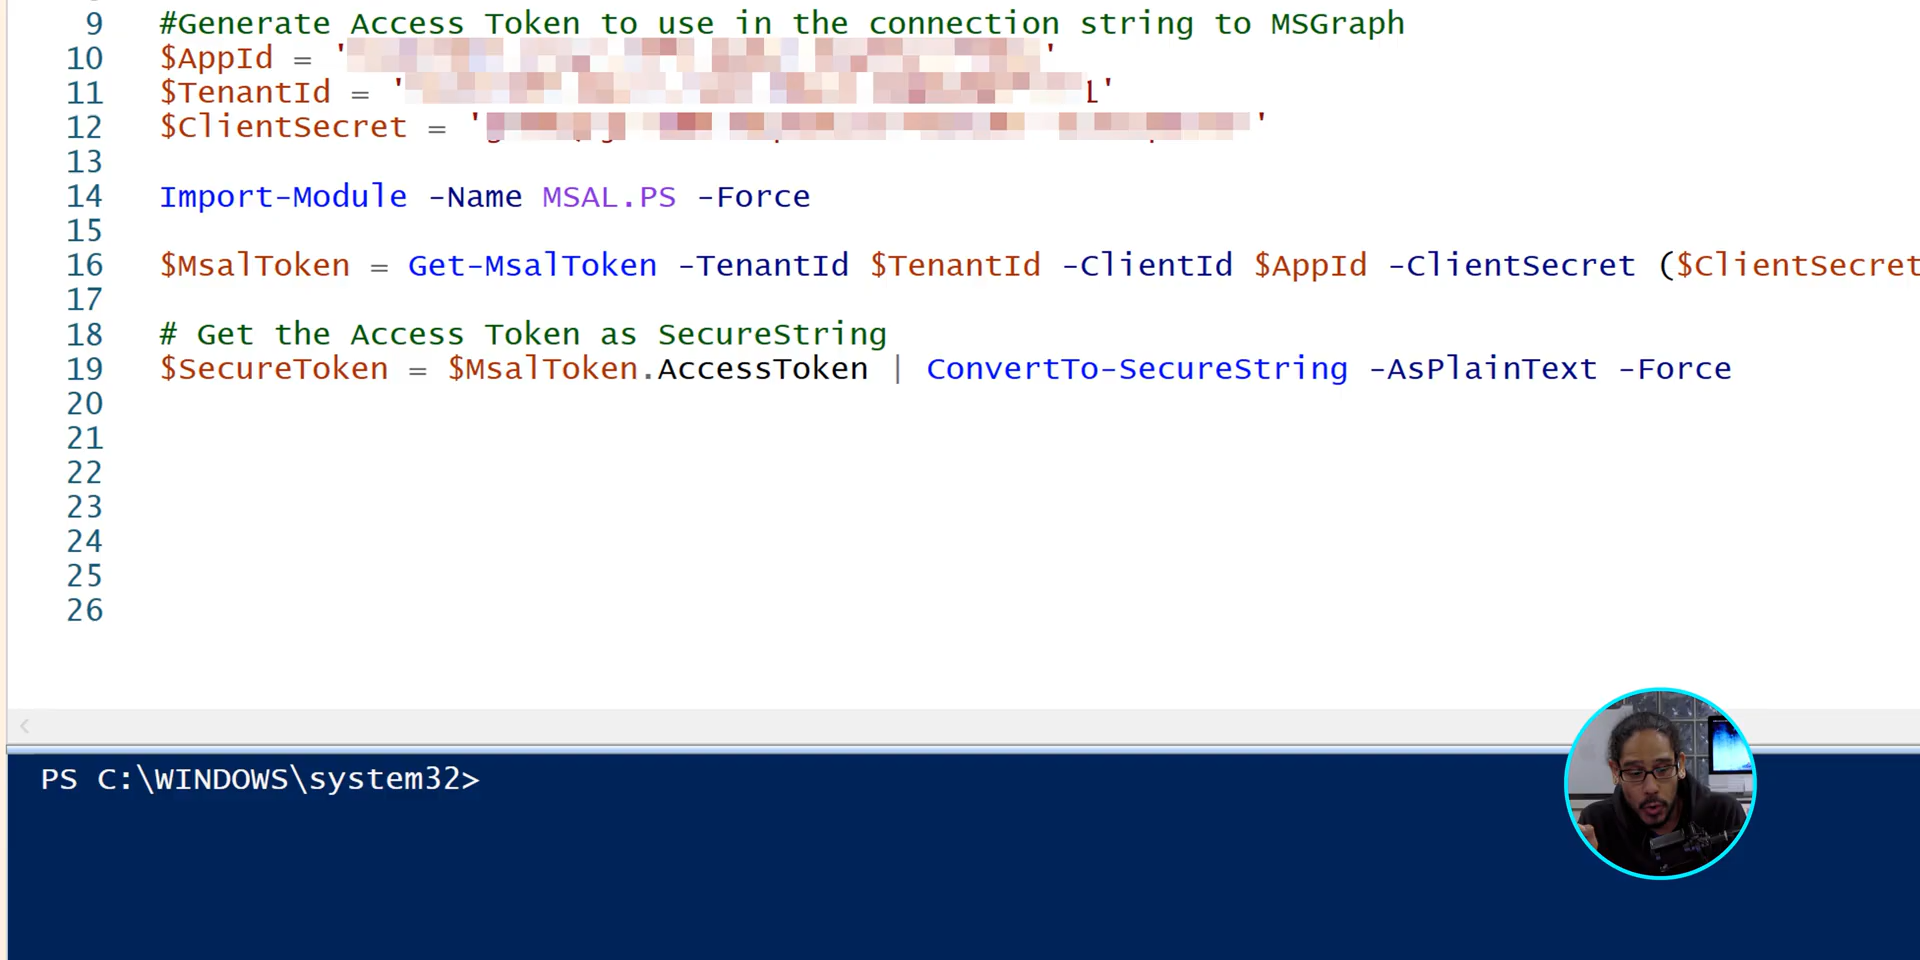 9 #Generate Access Token to use in the connection string to MSGraph
10 $AppId = ' '
11 $TenantId = ' 1'
12 $ClientSecret = ' '
13
14 Import-Module -Name MSAL.PS -Force
15
16 $MsalToken = Get-MsalToken -TenantId $TenantId -ClientId $AppId -ClientSecret ($ClientSecret
17
18 # Get the Access Token as SecureString
19 $SecureToken = $MsalToken.AccessToken | ConvertTo-SecureString -AsPlainText -Force
20
21
22
23
24
25
26
PS C:\WINDOWS\system32>